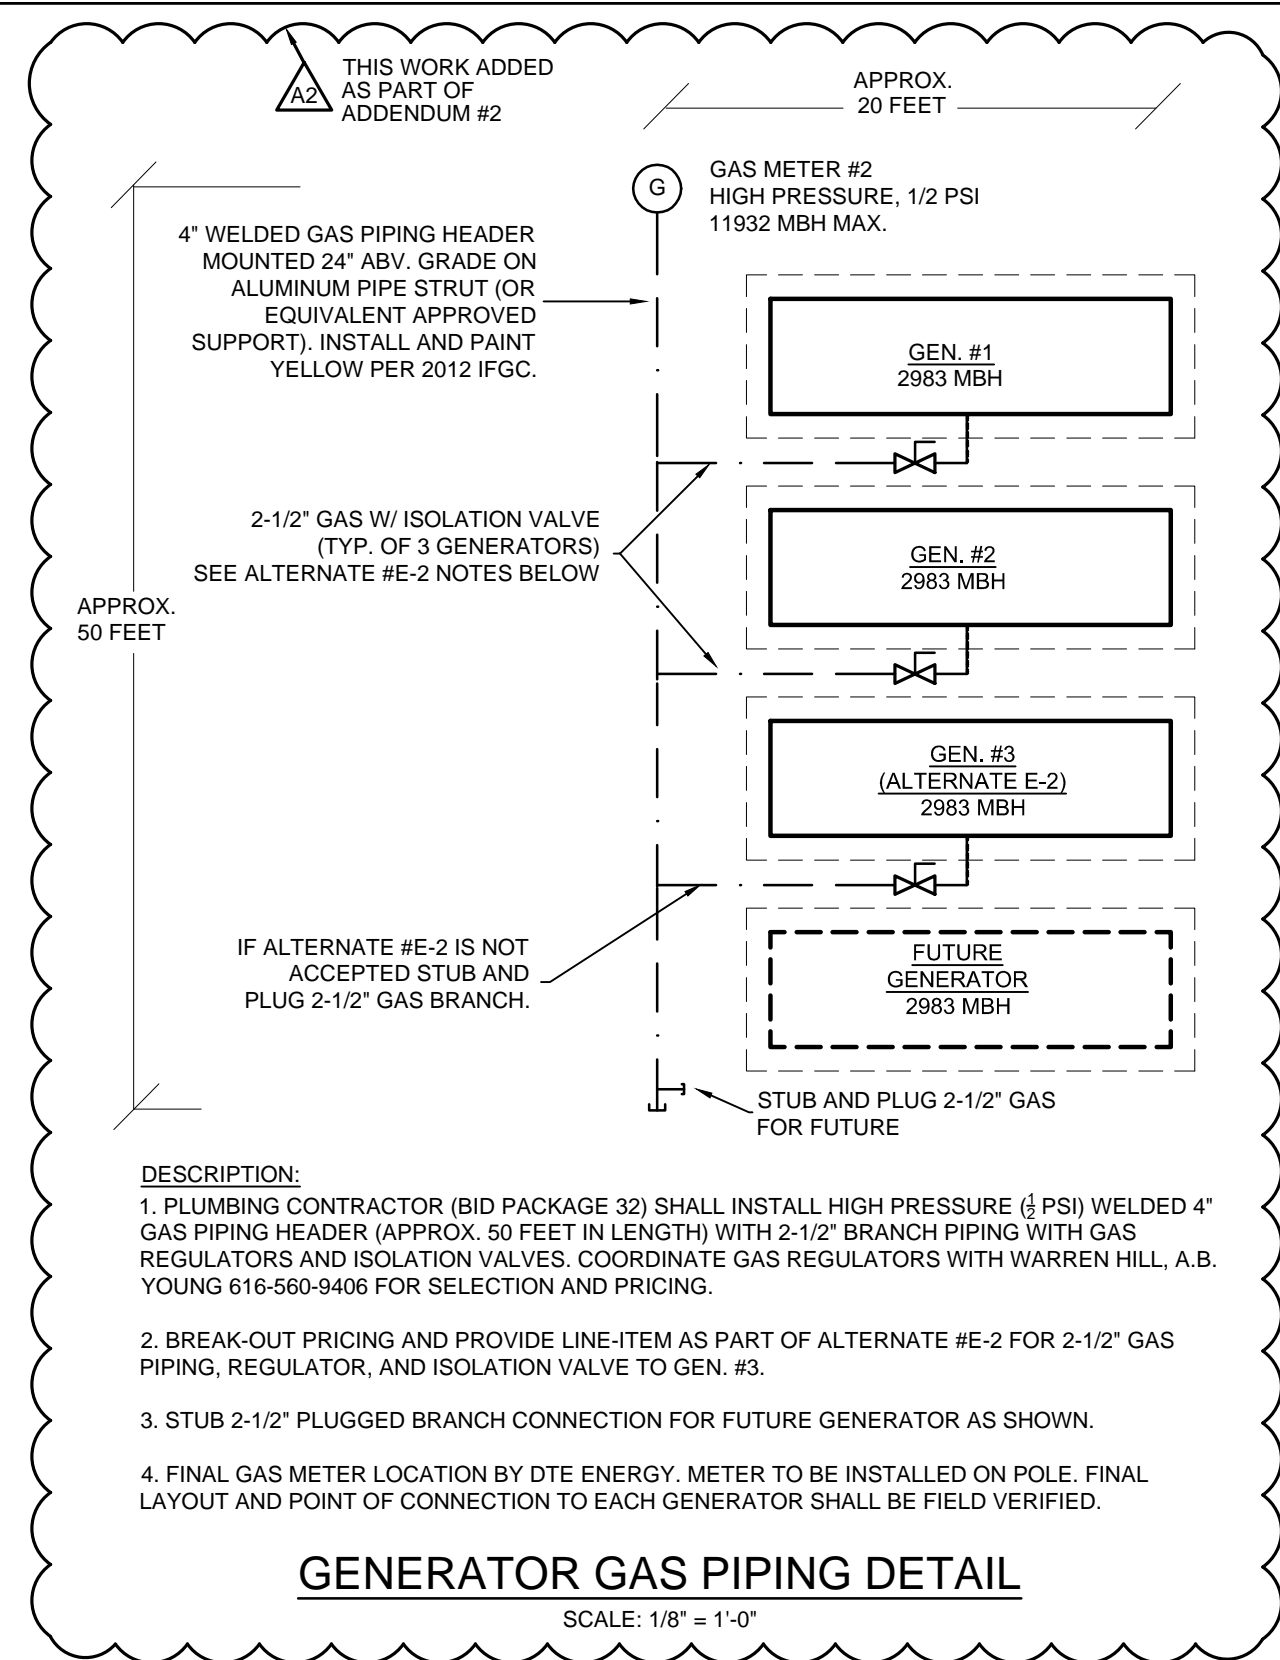 THIS WORK ADDED
AS PART OF
ADDENDUM #2
A2
APPROX.
20 FEET
G
GAS METER #2
HIGH PRESSURE, 1/2 PSI
11932 MBH MAX.
4" WELDED GAS PIPING HEADER
MOUNTED 24" ABV. GRADE ON
ALUMINUM PIPE STRUT (OR
EQUIVALENT APPROVED
SUPPORT). INSTALL AND PAINT
YELLOW PER 2012 IFGC.
GEN. #1
2983 MBH
2-1/2" GAS W/ ISOLATION VALVE
(TYP. OF 3 GENERATORS)
SEE ALTERNATE #E-2 NOTES BELOW
GEN. #2
2983 MBH
APPROX.
50 FEET
GEN. #3
(ALTERNATE E-2)
2983 MBH
IF ALTERNATE #E-2 IS NOT
ACCEPTED STUB AND
PLUG 2-1/2" GAS BRANCH.
FUTURE
GENERATOR
2983 MBH
STUB AND PLUG 2-1/2" GAS
FOR FUTURE
DESCRIPTION:
1. PLUMBING CONTRACTOR (BID PACKAGE 32) SHALL INSTALL HIGH PRESSURE (½ PSI) WELDED 4"
GAS PIPING HEADER (APPROX. 50 FEET IN LENGTH) WITH 2-1/2" BRANCH PIPING WITH GAS
REGULATORS AND ISOLATION VALVES. COORDINATE GAS REGULATORS WITH WARREN HILL, A.B.
YOUNG 616-560-9406 FOR SELECTION AND PRICING.
2. BREAK-OUT PRICING AND PROVIDE LINE-ITEM AS PART OF ALTERNATE #E-2 FOR 2-1/2" GAS
PIPING, REGULATOR, AND ISOLATION VALVE TO GEN. #3.
3. STUB 2-1/2" PLUGGED BRANCH CONNECTION FOR FUTURE GENERATOR AS SHOWN.
4. FINAL GAS METER LOCATION BY DTE ENERGY. METER TO BE INSTALLED ON POLE. FINAL
LAYOUT AND POINT OF CONNECTION TO EACH GENERATOR SHALL BE FIELD VERIFIED.
GENERATOR GAS PIPING DETAIL
SCALE: 1/8" = 1'-0"